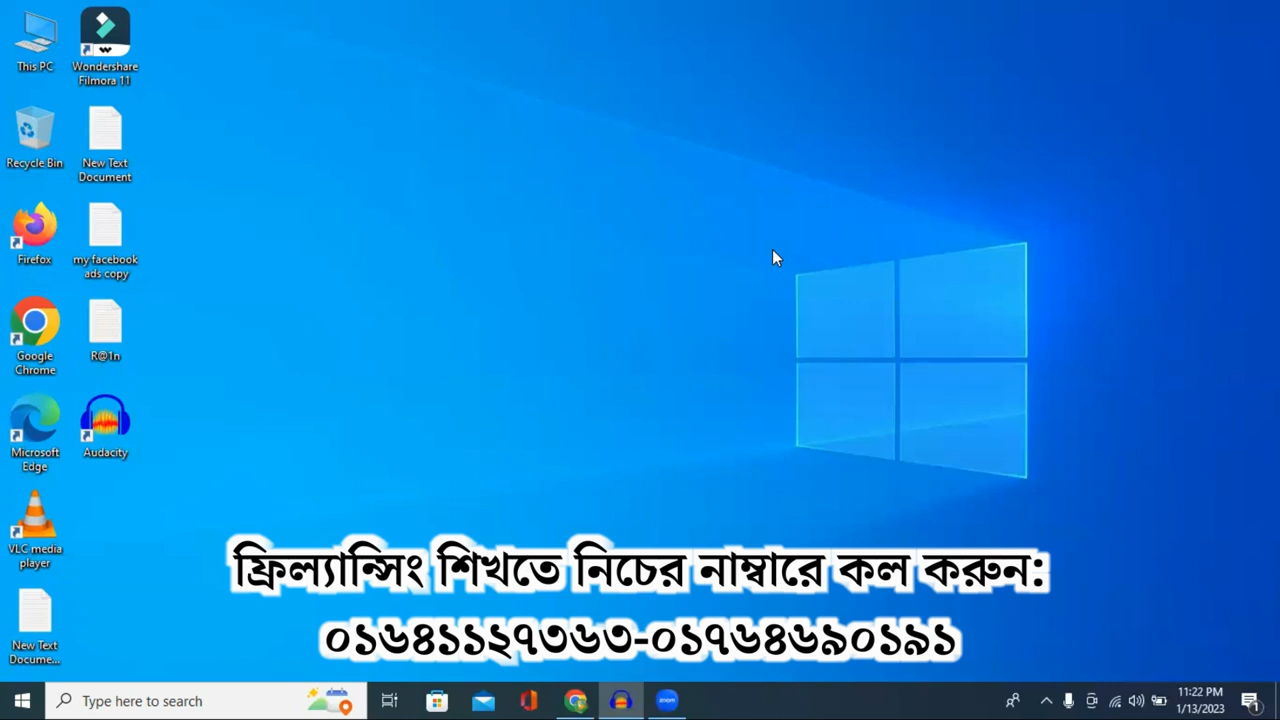 This PC
Wondershare
Filmora 11
Recycle Bin
New Text
Document
Firefox
my facebook
ads copy
Google
Chrome
R@1n
Microsoft
Edge
Audacity
VLC media
player
New Text
Docume...
ফ্রিল্যান্সিং শিখতে নিচের নাম্বারে কল করুন:
০১৬৪১১২৭৩৬৩-০১৭৬৪৬৯০১৯১
Type here to search
zoom
11:22 PM
1/13/2023
1